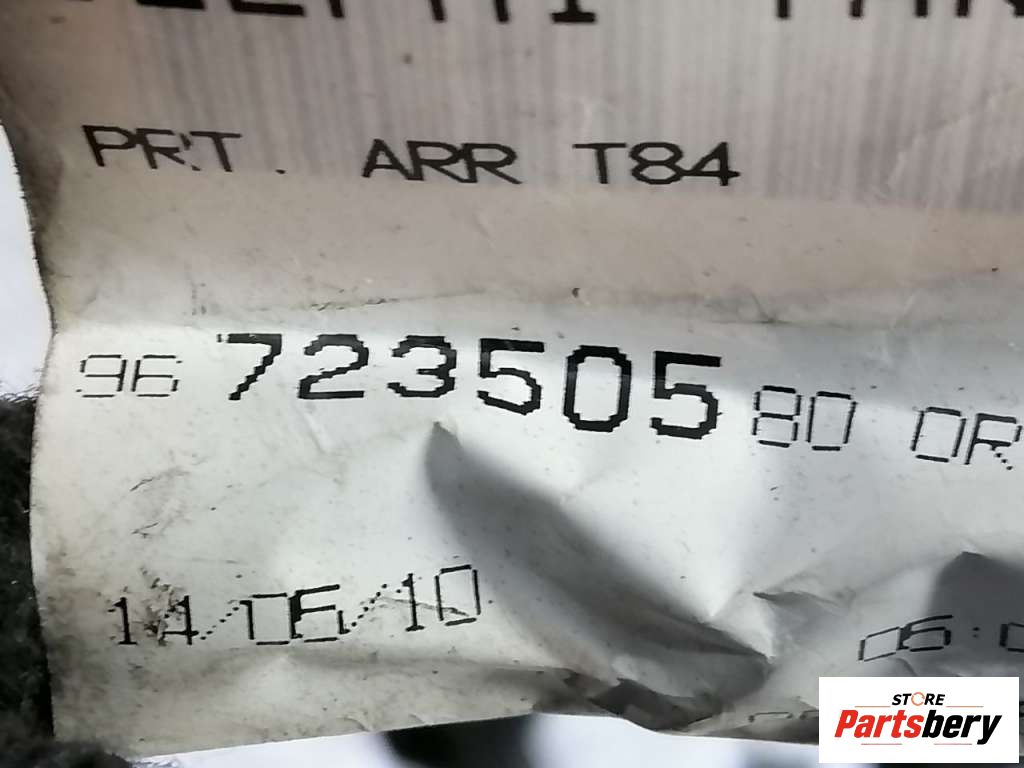 PRT. ARR T84
96 723505 80 OR
14/06/10
STORE
Partsbery